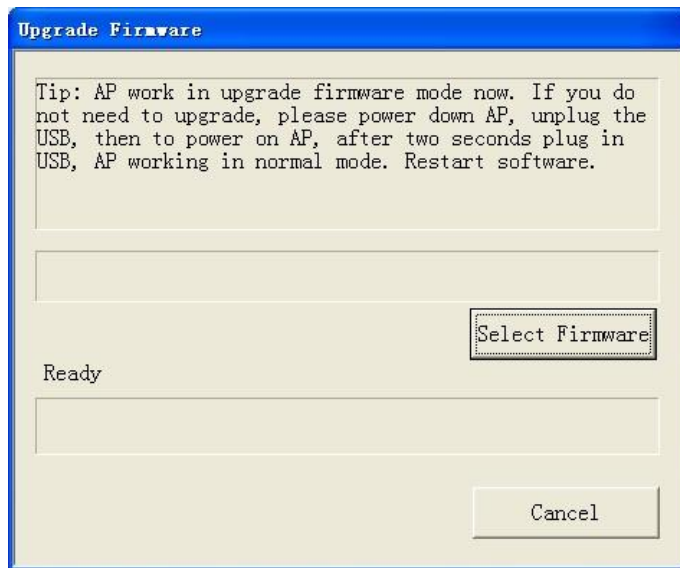 Upgrade Firmware
Tip: AP work in upgrade firmware mode now. If you do
not need to upgrade, please power down AP, unplug the
USB, then to power on AP, after two seconds plug in
USB, AP working in normal mode. Restart software.
Select Firmware
Ready
Cancel